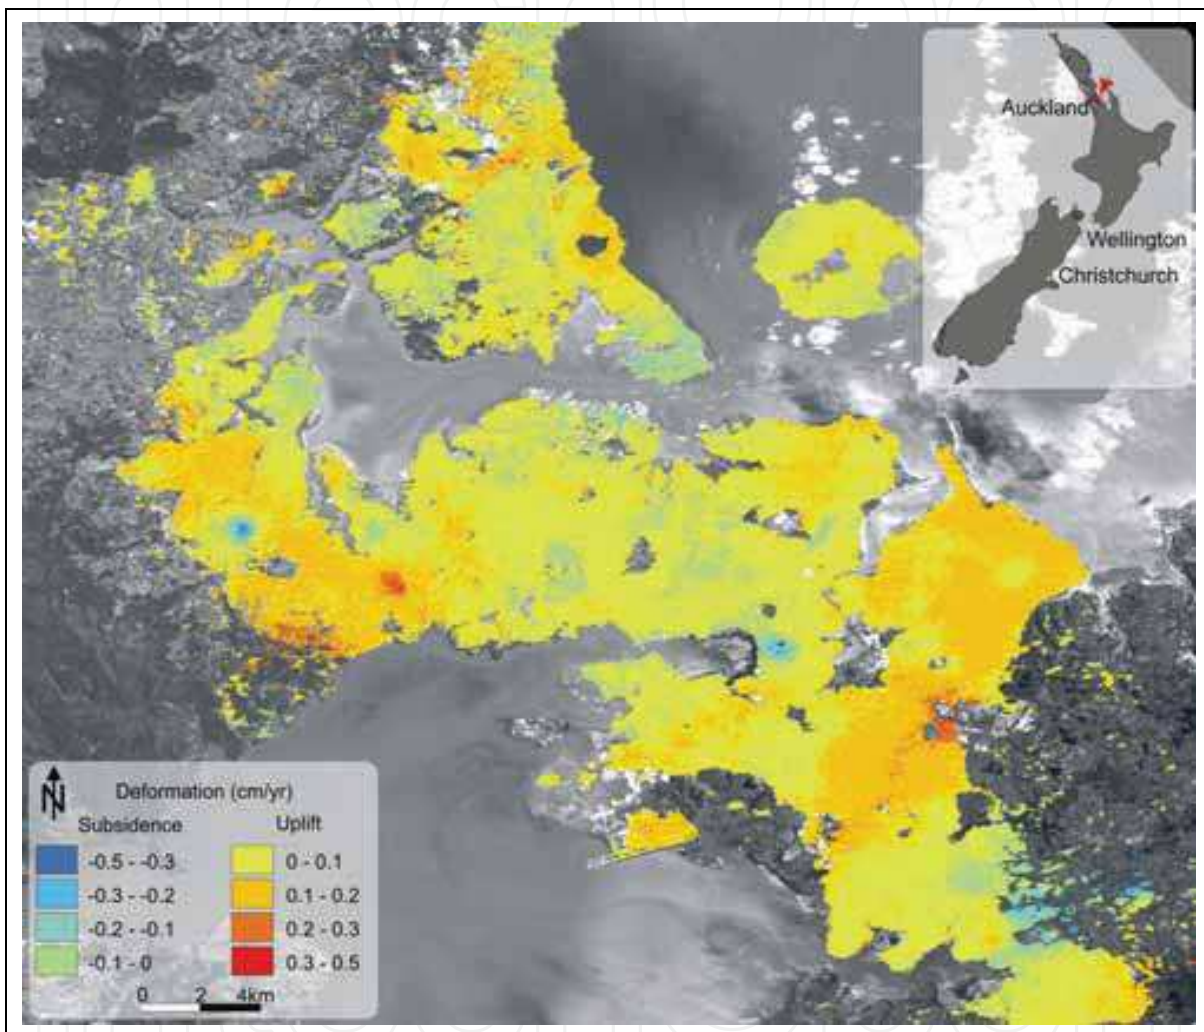 Auckland
Wellington
Christchurch
N
Deformation (cm/yr)
Subsidence Uplift
-0.5 - -0.3 0 - 0.1
-0.3 - -0.2 0.1 - 0.2
-0.2 - -0.1 0.2 - 0.3
-0.1 - 0 0.3 - 0.5
0 2 4km